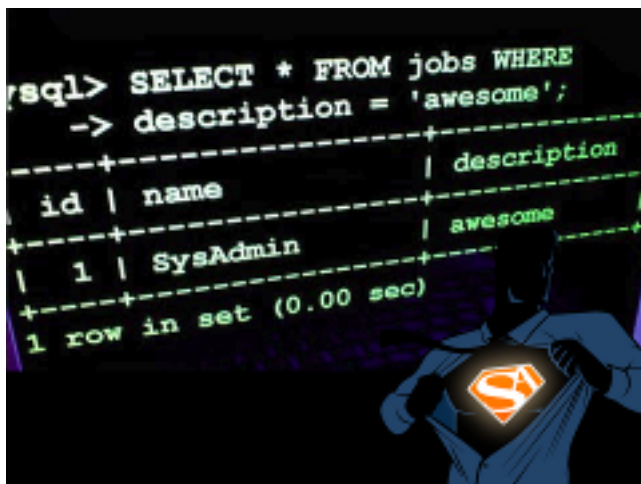 ysql> SELECT * FROM jobs WHERE
-> description = 'awesome';
-----+------------------+-------------
| id | name | description
+----+------------------+-------------
| 1 | SysAdmin | awesome
+----+------------------+-------------+
1 row in set (0.00 sec)
SA